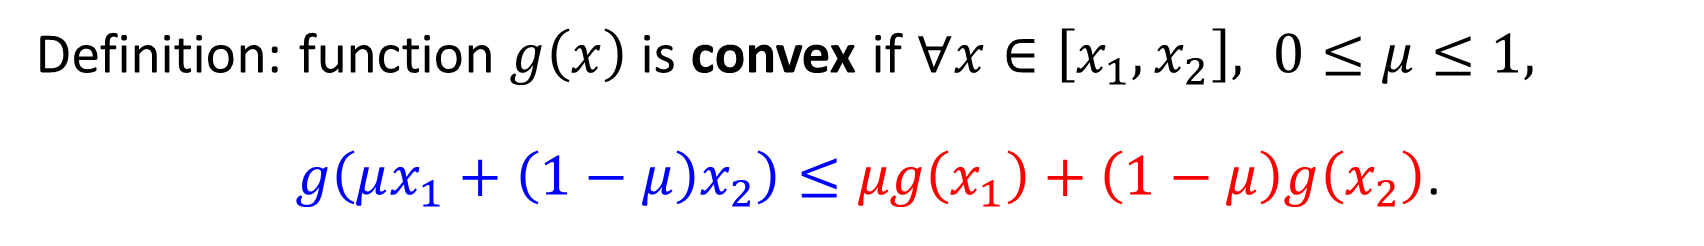 Definition: function g(x) is convex if ∀x ∈ [x₁, x₂], 0 ≤ μ ≤ 1,
g(μx₁ + (1 − μ)x₂) ≤ μg(x₁) + (1 − μ)g(x₂).